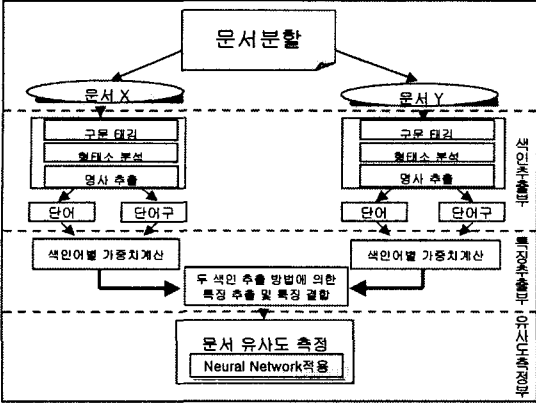 문서분할
문서 X
문서 Y
구문 태깅
형태소 분석
명사 추출
구문 태깅
형태소 분석
명사 추출
색인추출부
단어
단어구
단어
단어구
색인어별 가중치계산
색인어별 가중치계산
두 색인 추출 방법에 의한
특징 추출 및 특징 결합
특징추출부
문서 유사도 측정
Neural Network적용
유사도측정부